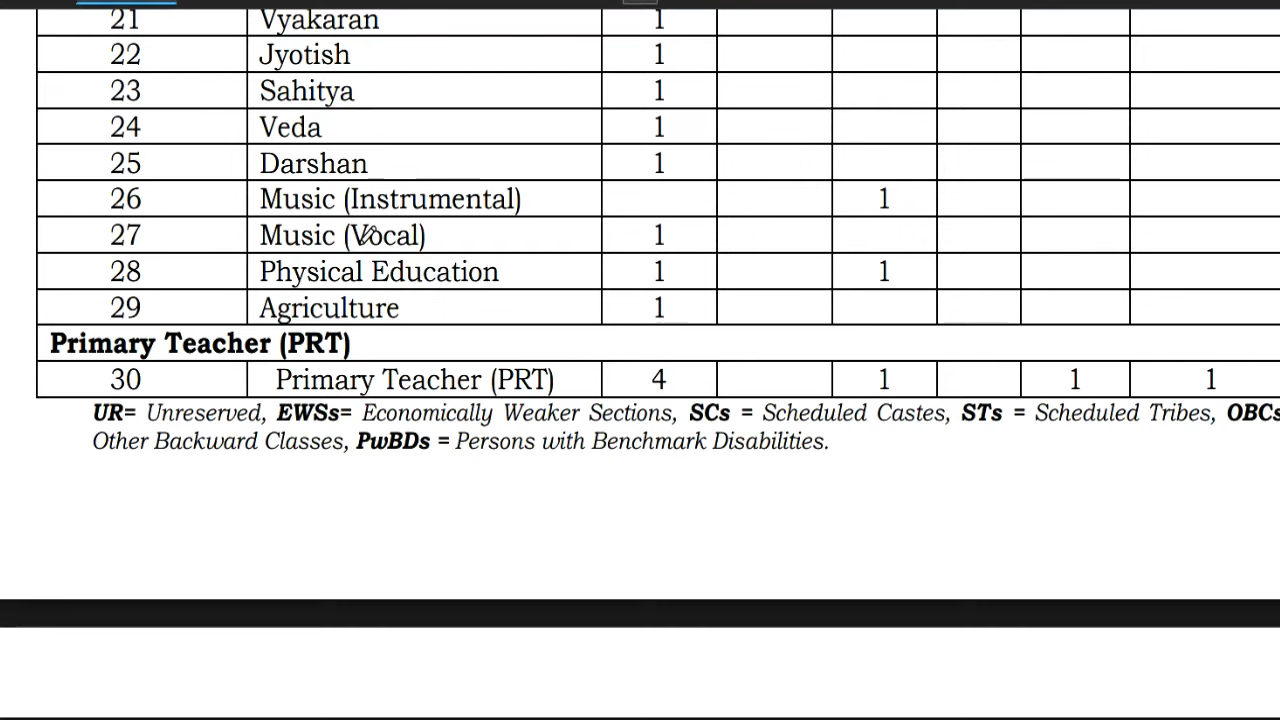 21 Vyakaran 1
22 Jyotish 1
23 Sahitya 1
24 Veda 1
25 Darshan 1
26 Music (Instrumental) 1
27 Music (Vocal) 1
28 Physical Education 1 1
29 Agriculture 1
Primary Teacher (PRT)
30 Primary Teacher (PRT) 4 1 1 1
UR= Unreserved, EWSs= Economically Weaker Sections, SCs = Scheduled Castes, STs = Scheduled Tribes, OBCs
Other Backward Classes, PwBDs = Persons with Benchmark Disabilities.